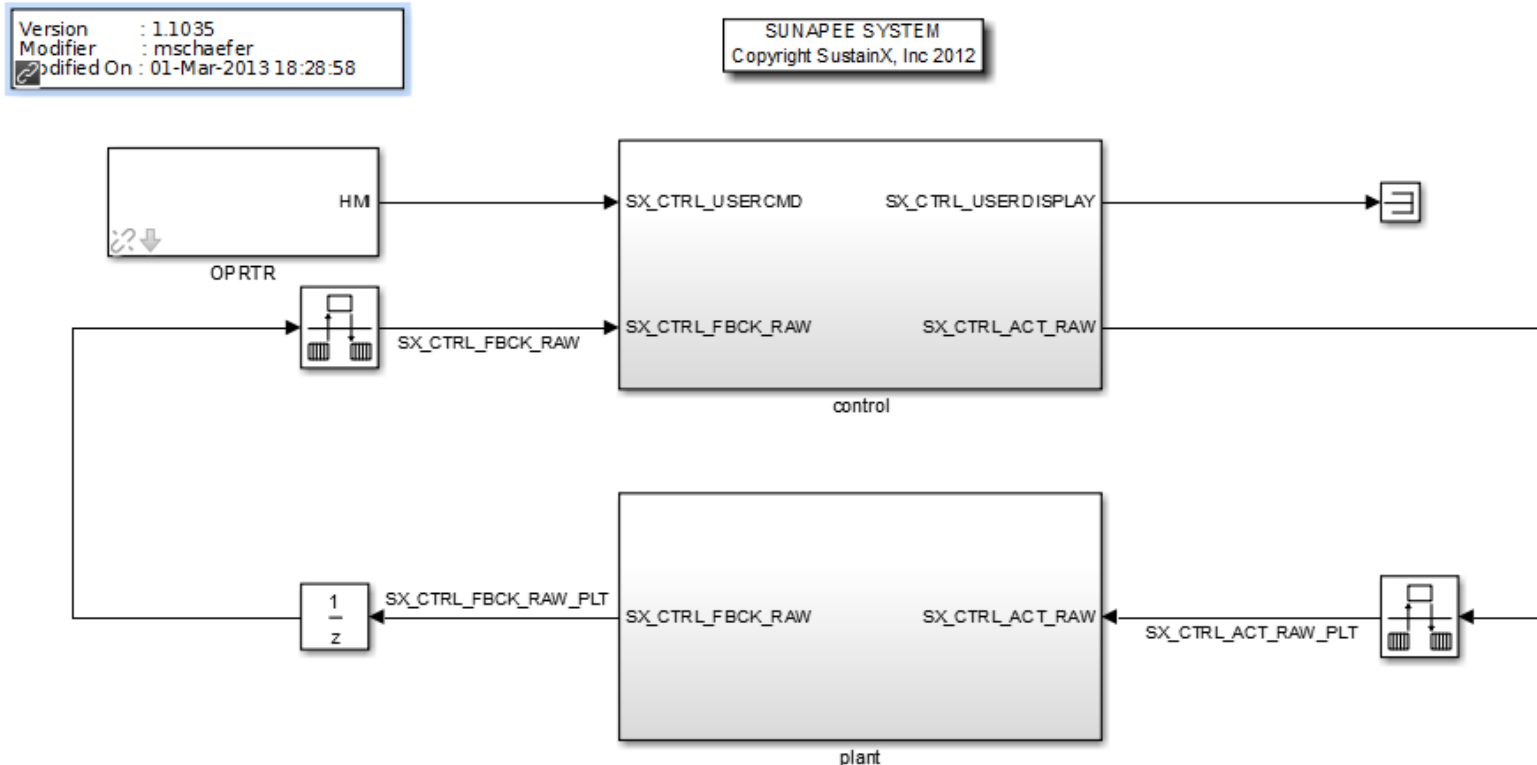 Version : 1.1035
Modifier : mschaefer
odified On : 01-Mar-2013 18:28:58
SUNAPEE SYSTEM
Copyright SustainX, Inc 2012
HMI
OPRTR
SX_CTRL_USERCMD
SX_CTRL_USERDISPLAY
SX_CTRL_FBCK_RAW
SX_CTRL_FBCK_RAW
SX_CTRL_ACT_RAW
control
1
z
SX_CTRL_FBCK_RAW_PLT
SX_CTRL_FBCK_RAW
SX_CTRL_ACT_RAW
SX_CTRL_ACT_RAW_PLT
plant